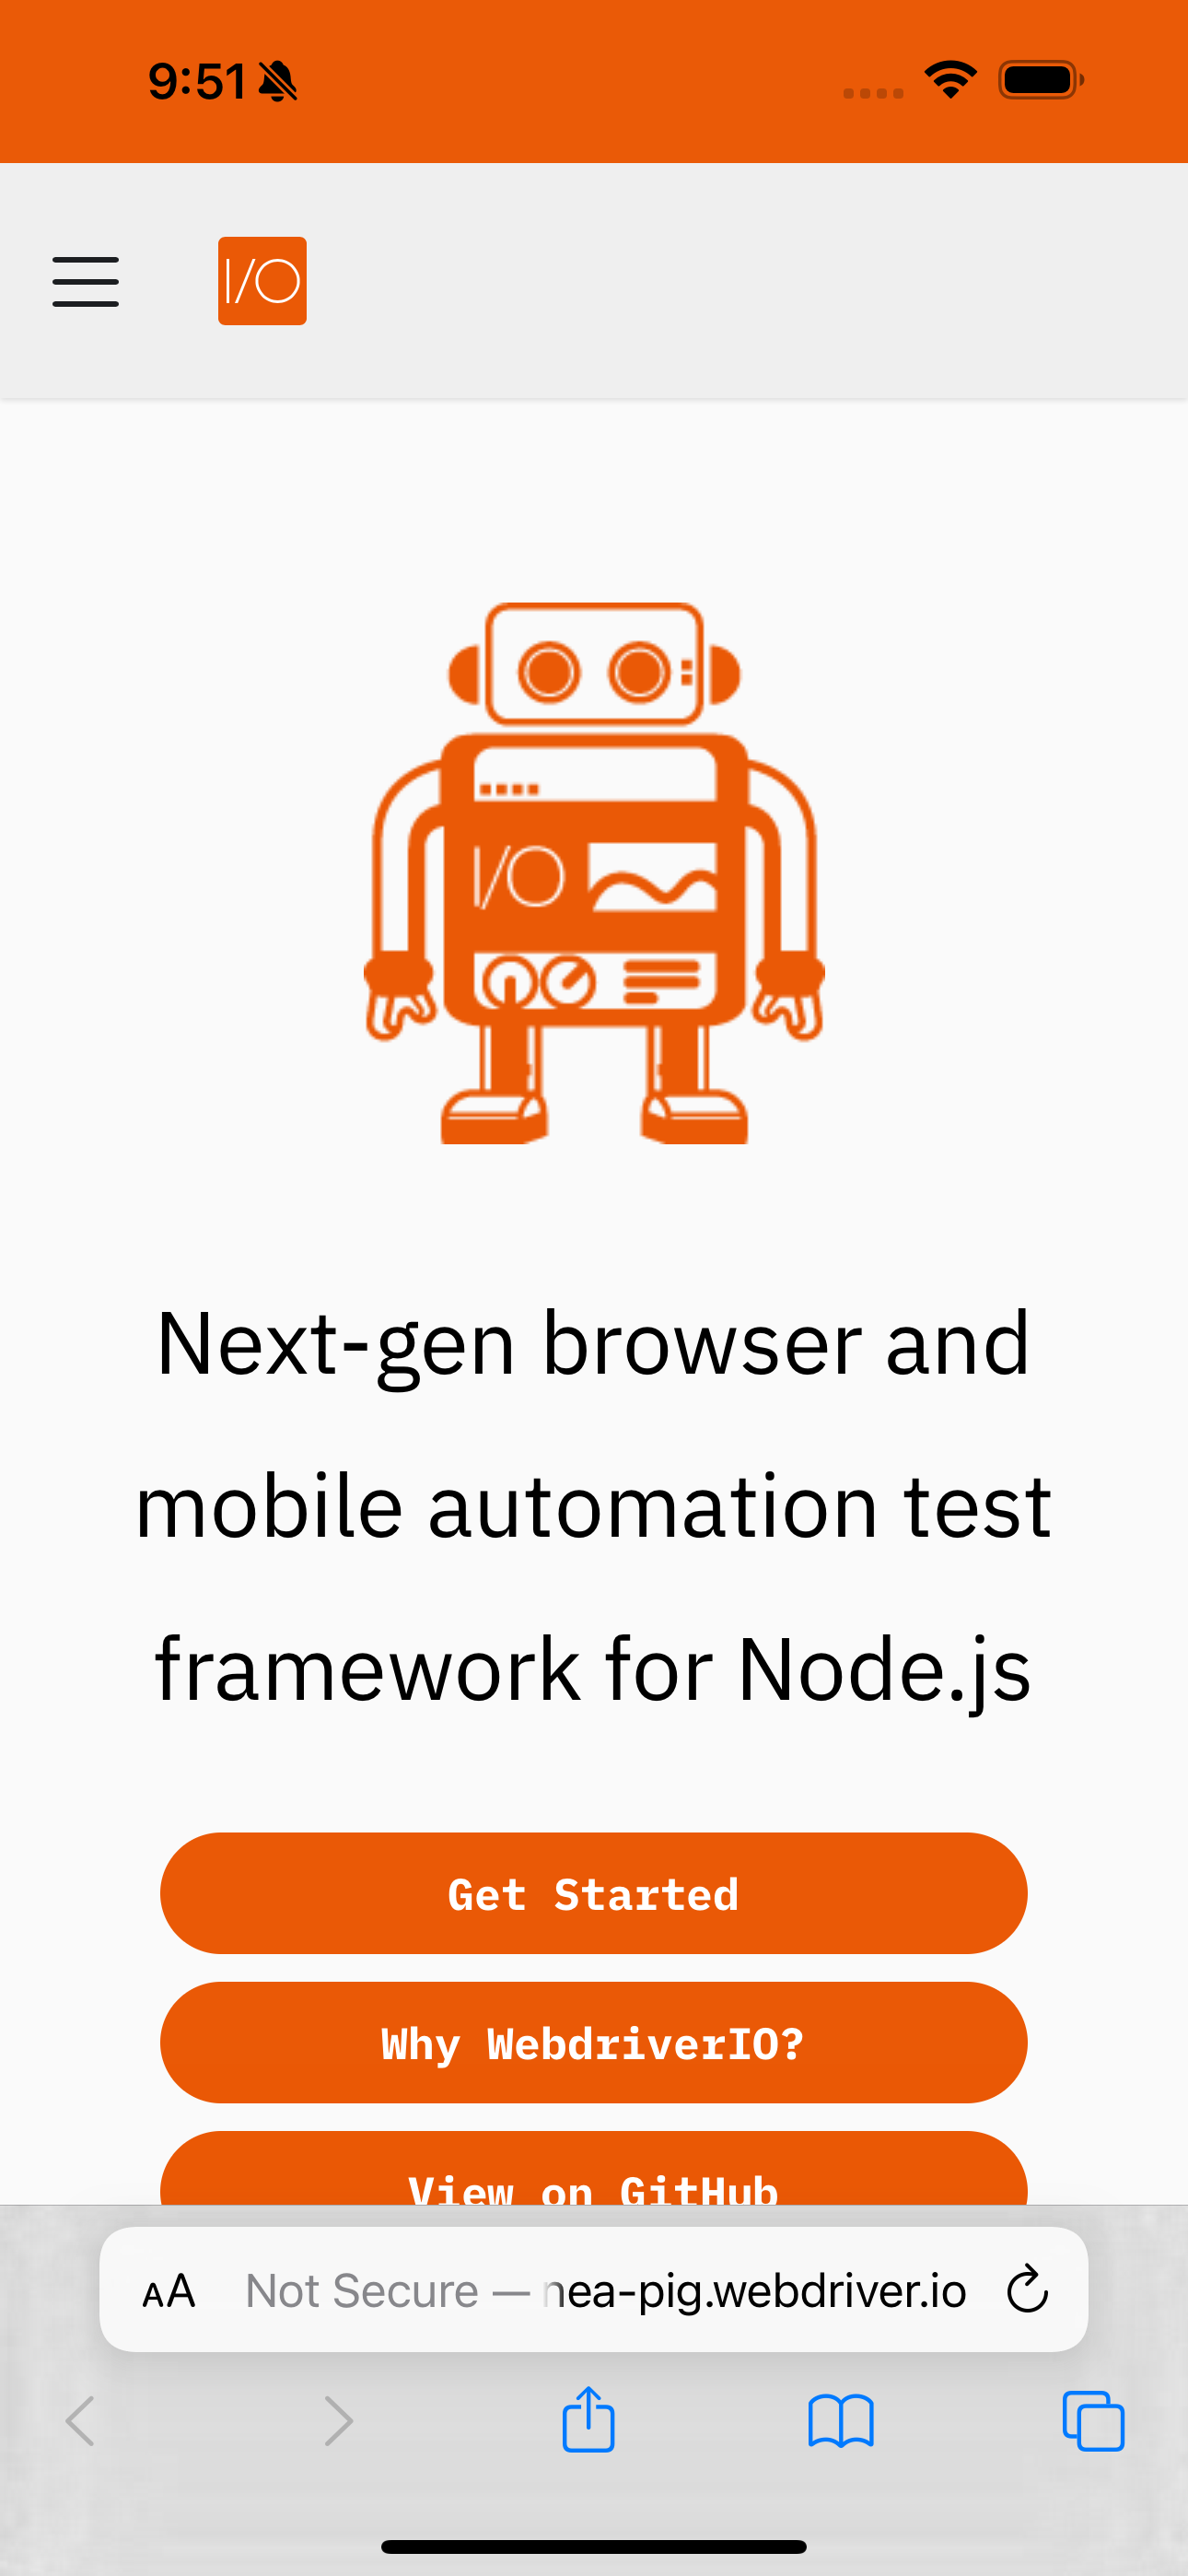 9:51
I/O
I/O
Next-gen browser and
mobile automation test
framework for Node.js
Get Started
Why WebdriverIO?
View on GitHub
AA Not Secure — nea-pig.webdriver.io